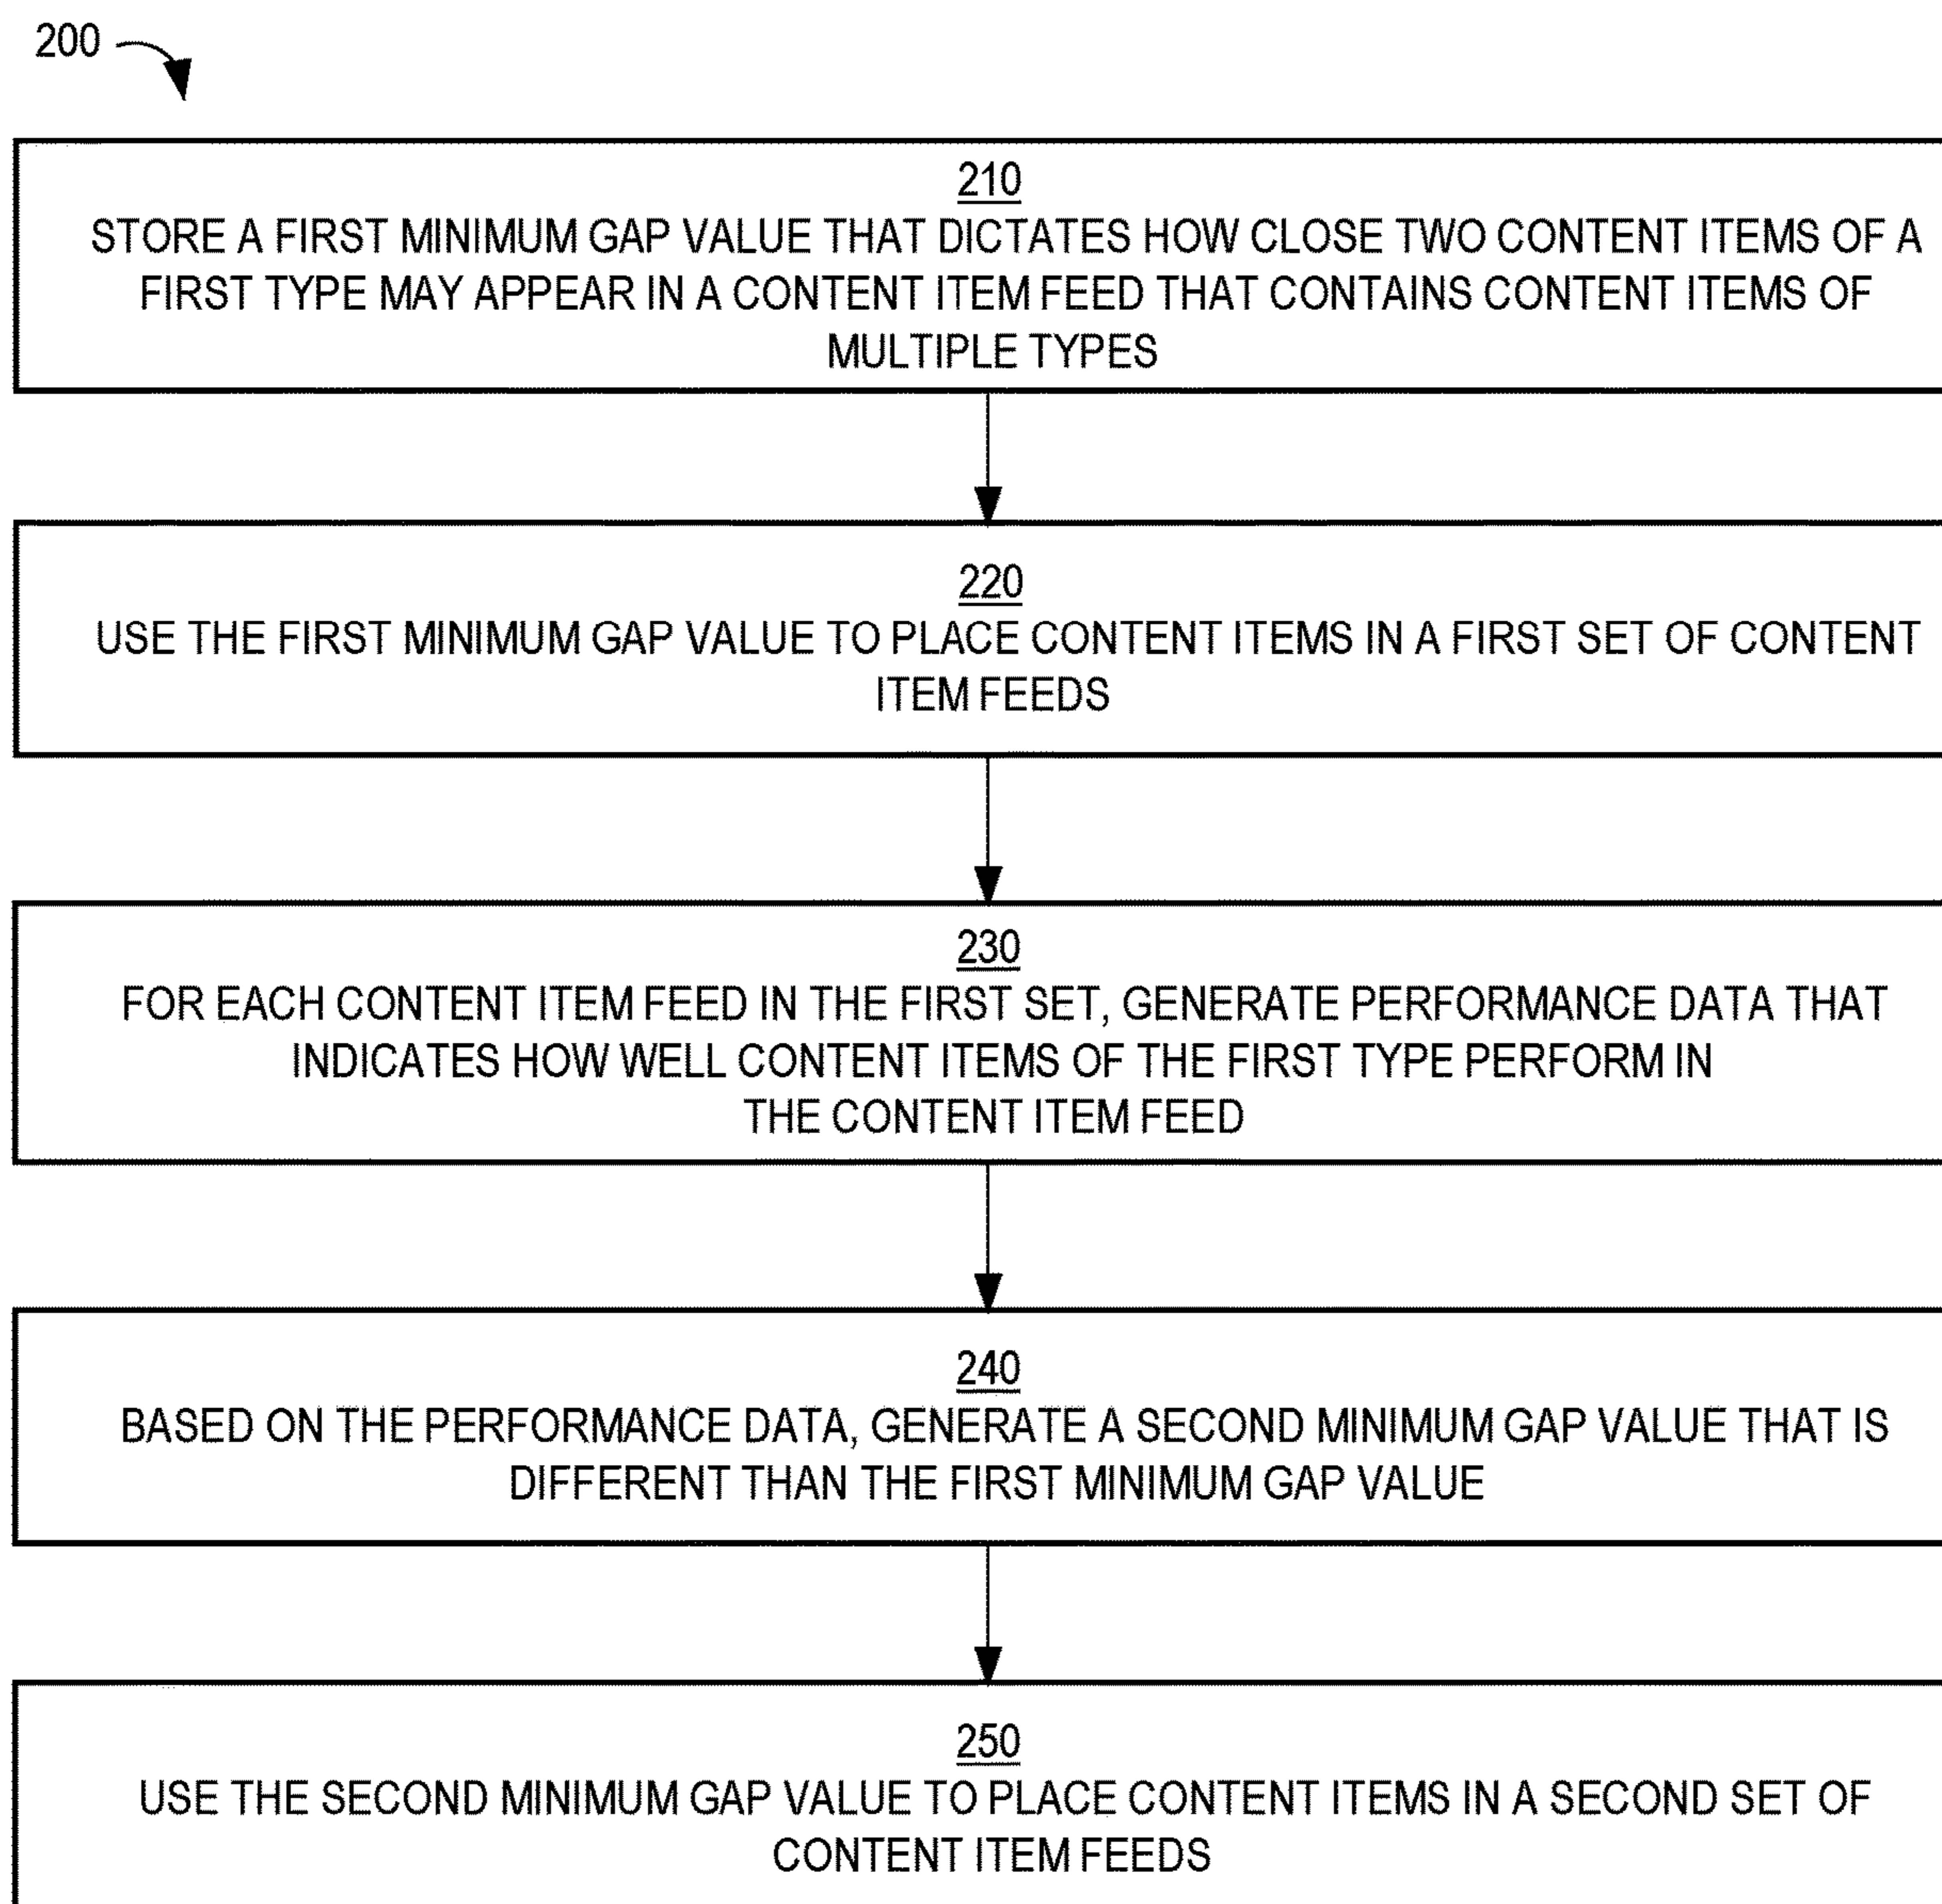 200
210
STORE A FIRST MINIMUM GAP VALUE THAT DICTATES HOW CLOSE TWO CONTENT ITEMS OF A
FIRST TYPE MAY APPEAR IN A CONTENT ITEM FEED THAT CONTAINS CONTENT ITEMS OF
MULTIPLE TYPES
220
USE THE FIRST MINIMUM GAP VALUE TO PLACE CONTENT ITEMS IN A FIRST SET OF CONTENT
ITEM FEEDS
230
FOR EACH CONTENT ITEM FEED IN THE FIRST SET, GENERATE PERFORMANCE DATA THAT
INDICATES HOW WELL CONTENT ITEMS OF THE FIRST TYPE PERFORM IN
THE CONTENT ITEM FEED
240
BASED ON THE PERFORMANCE DATA, GENERATE A SECOND MINIMUM GAP VALUE THAT IS
DIFFERENT THAN THE FIRST MINIMUM GAP VALUE
250
USE THE SECOND MINIMUM GAP VALUE TO PLACE CONTENT ITEMS IN A SECOND SET OF
CONTENT ITEM FEEDS